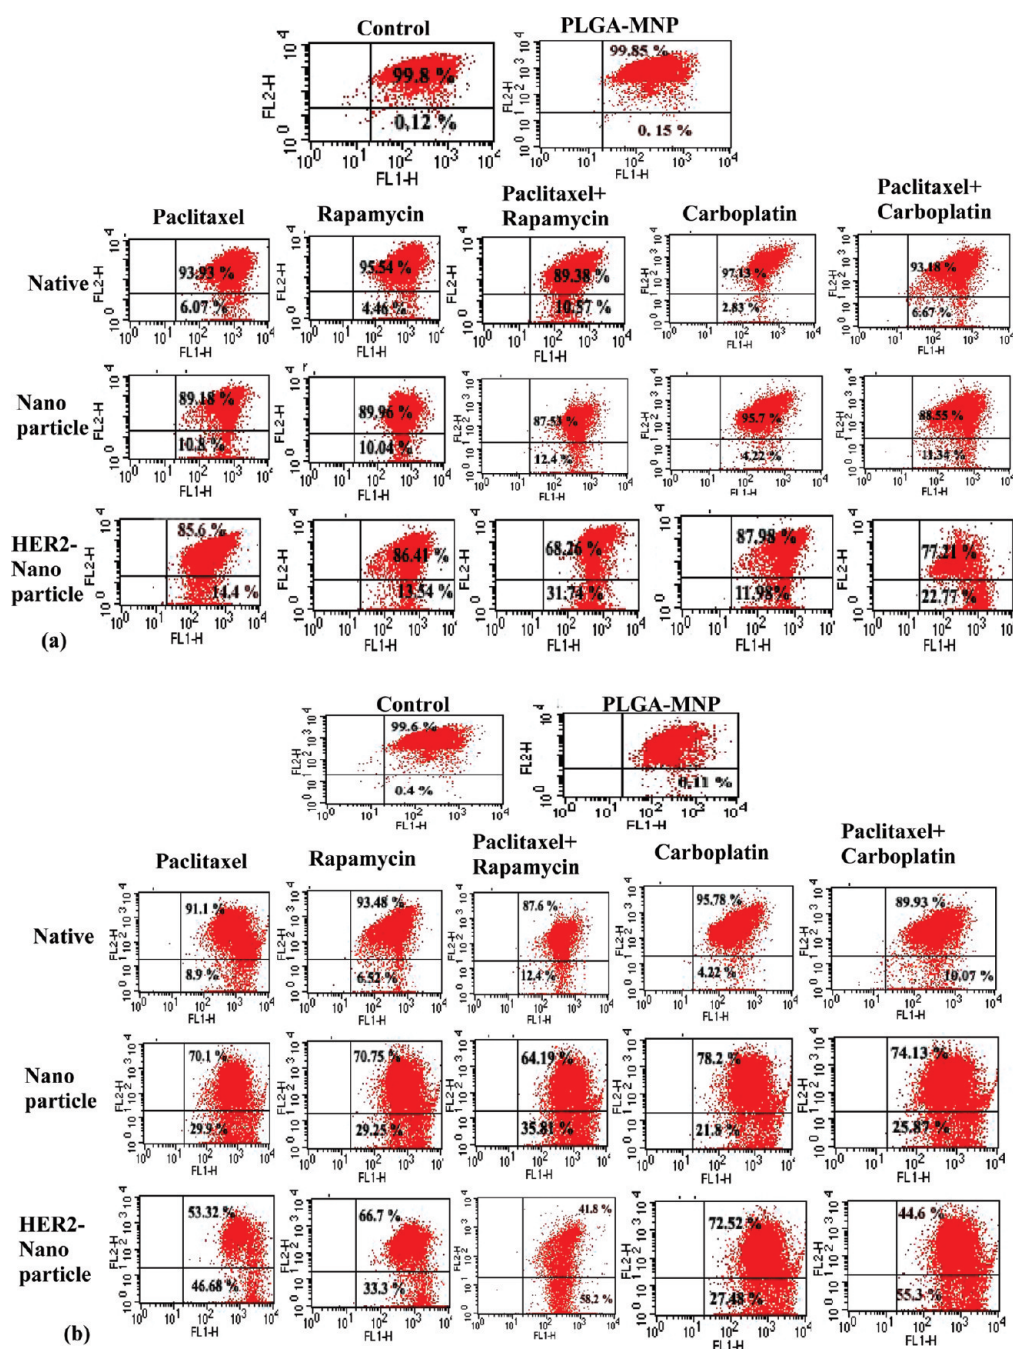 Control
PLGA-MNP
99.8 %
0.12 %
99.85 %
0. 15 %
FL2-H
FL1-H
10⁰ 10¹ 10² 10³ 10⁴
Paclitaxel
Rapamycin
Paclitaxel+
Rapamycin
Carboplatin
Paclitaxel+
Carboplatin
Native
93.93 %
6.07 %
95.54 %
4.46 %
89.38 %
10.57 %
97.13 %
2.83 %
93.18 %
6.67 %
Nano
particle
89.18 %
10.8 %
89.96 %
10.04 %
87.53 %
12.4 %
95.7 %
4.22 %
88.55 %
11.34 %
HER2-
Nano
particle
85.6 %
14.4 %
86.41 %
13.54 %
68.26 %
31.74 %
87.98 %
11.98%
77.21 %
22.77 %
(a)
Control
PLGA-MNP
99.6 %
0.4 %
0.11 %
Paclitaxel
Rapamycin
Paclitaxel+
Rapamycin
Carboplatin
Paclitaxel+
Carboplatin
Native
91.1 %
8.9 %
93.48 %
6.52 %
87.6 %
12.4 %
95.78 %
4.22 %
89.93 %
10.07 %
Nano
particle
70.1 %
29.9 %
70.75 %
29.25 %
64.19 %
35.81 %
78.2 %
21.8 %
74.13 %
25.87 %
HER2-
Nano
particle
53.32 %
46.68 %
66.7 %
33.3 %
41.8 %
58.2 %
72.52 %
27.48 %
44.6 %
55.3 %
(b)